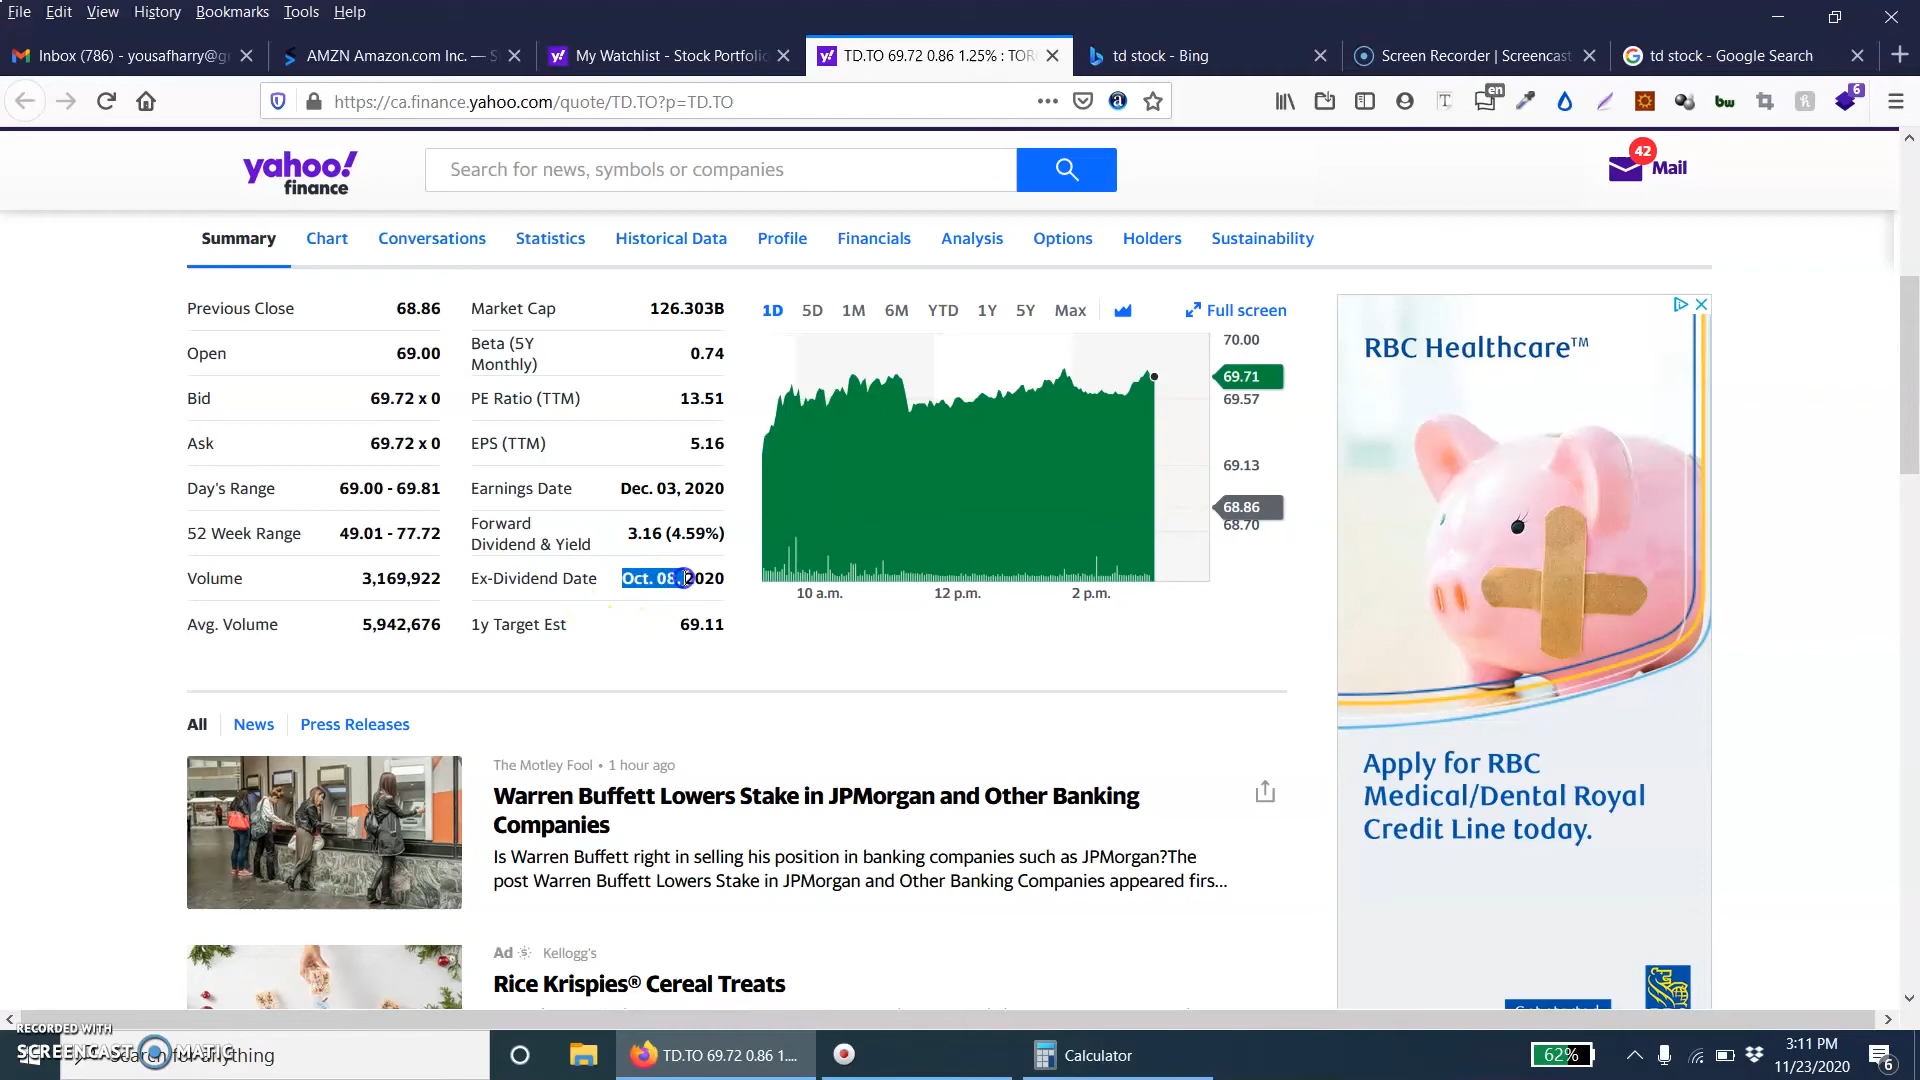 File Edit View History Bookmarks Tools Help
Inbox (786) - yousafharry@g
AMZN Amazon.com Inc. — S
My Watchlist - Stock Portfolio
TD.TO 69.72 0.86 1.25% : TOR
td stock - Bing
Screen Recorder | Screencast
td stock - Google Search
https://ca.finance.yahoo.com/quote/TD.TO?p=TD.TO
en
bw
6
yahoo!
finance
Search for news, symbols or companies
42
Mail
Summary Chart Conversations Statistics Historical Data Profile Financials Analysis Options Holders Sustainability
Previous Close 68.86
Open 69.00
Bid 69.72 x 0
Ask 69.72 x 0
Day's Range 69.00 - 69.81
52 Week Range 49.01 - 77.72
Volume 3,169,922
Avg. Volume 5,942,676
Market Cap 126.303B
Beta (5Y
Monthly) 0.74
PE Ratio (TTM) 13.51
EPS (TTM) 5.16
Earnings Date Dec. 03, 2020
Forward
Dividend & Yield 3.16 (4.59%)
Ex-Dividend Date Oct. 08, 2020
1y Target Est 69.11
1D 5D 1M 6M YTD 1Y 5Y Max Full screen
70.00
69.71
69.57
69.13
68.86
68.70
10 a.m. 12 p.m. 2 p.m.
RBC Healthcare™
Apply for RBC
Medical/Dental Royal
Credit Line today.
All News Press Releases
The Motley Fool • 1 hour ago
Warren Buffett Lowers Stake in JPMorgan and Other Banking
Companies
Is Warren Buffett right in selling his position in banking companies such as JPMorgan?The
post Warren Buffett Lowers Stake in JPMorgan and Other Banking Companies appeared firs...
Ad Kellogg's
Rice Krispies® Cereal Treats
RECORDED WITH
SCREENCAST MATIC
Search for anything
TD.TO 69.72 0.86 1....
Calculator
62%
3:11 PM
11/23/2020
6